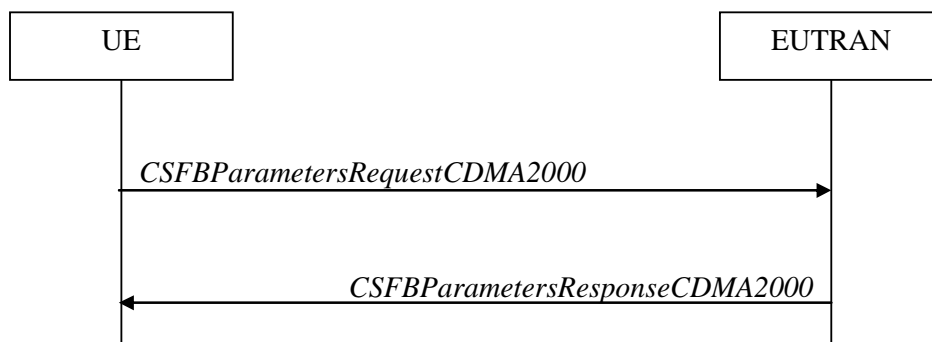 UE
EUTRAN
CSFBParametersRequestCDMA2000
CSFBParametersResponseCDMA2000